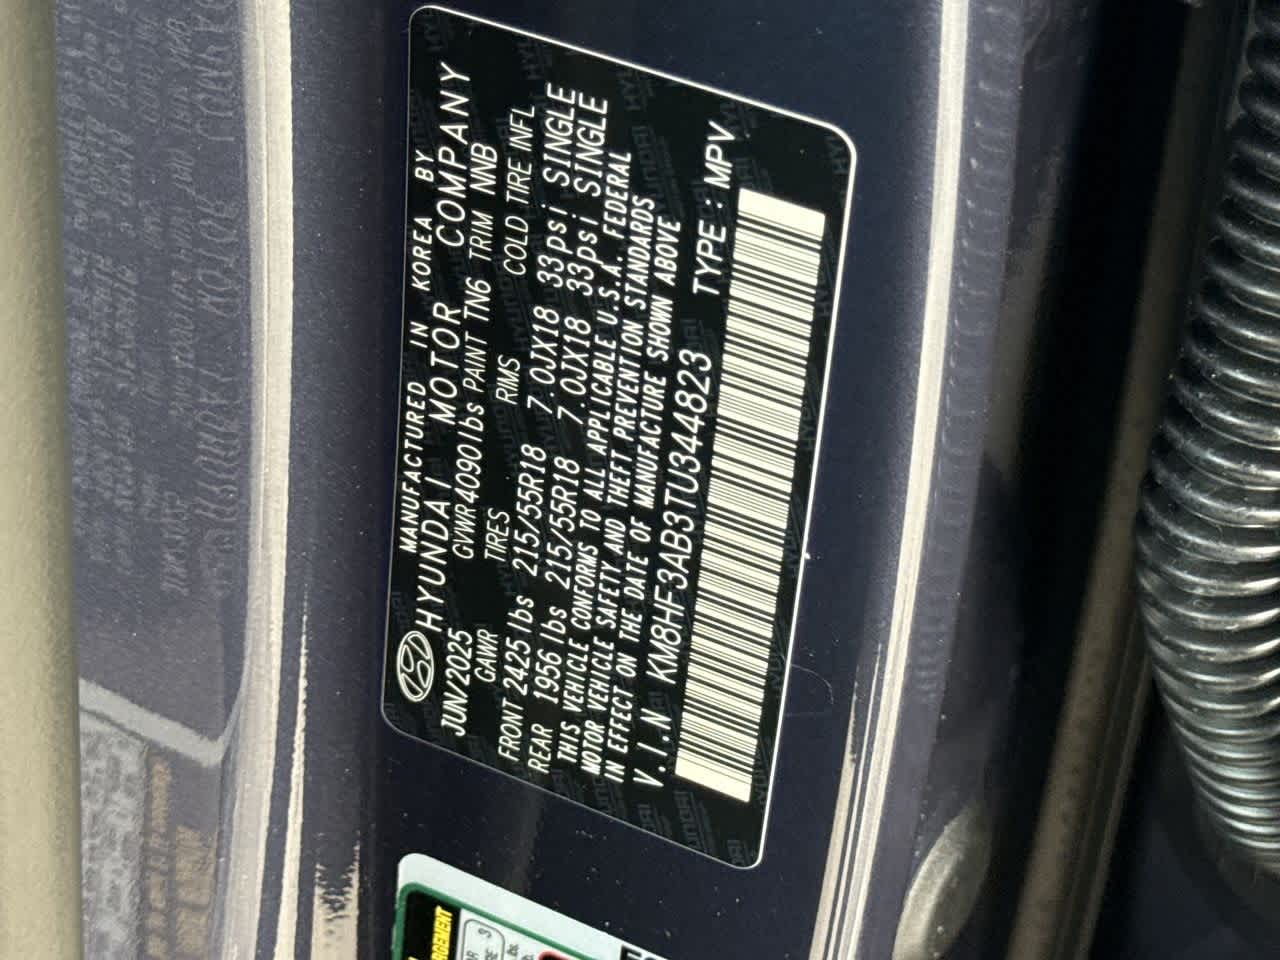 MANUFACTURED IN KOREA BY
HYUNDAI MOTOR COMPANY
JUN/2025 GVWR 4090lbs PAINT TN6 TRIM NNB
GAWR TIRES RIMS COLD TIRE INFL
FRONT 2425 lbs 215/55R18 7.0JX18 33psi SINGLE
REAR 1956 lbs 215/55R18 7.0JX18 33psi SINGLE
THIS VEHICLE CONFORMS TO ALL APPLICABLE U.S.A. FEDERAL
MOTOR VEHICLE SAFETY AND THEFT PREVENTION STANDARDS
IN EFFECT ON THE DATE OF MANUFACTURE SHOWN ABOVE
V.I.N KM8HF3AB3TU344823 TYPE : MPV